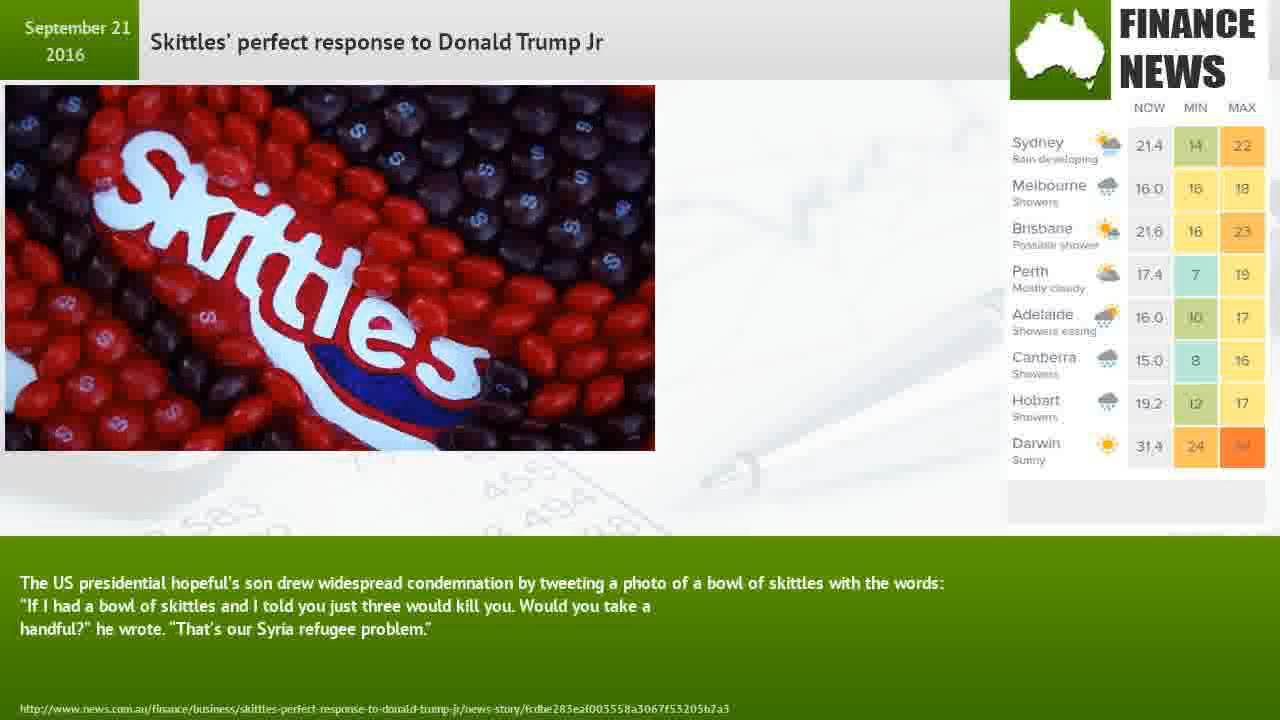 September 21
2016
Skittles' perfect response to Donald Trump Jr
FINANCE
NEWS
NOW MIN MAX
Sydney 21.4 14 22
Rain developing
Melbourne 16.0 16 18
Showers
Brisbane 21.6 16 23
Possible shower
Perth 17.4 7 19
Mostly cloudy
Adelaide 16.0 10 17
Showers easing
Canberra 15.0 8 16
Showers
Hobart 19.2 12 17
Showers
Darwin 31.4 24
Sunny
Skittles
455
583
494
The US presidential hopeful's son drew widespread condemnation by tweeting a photo of a bowl of skittles with the words:
"If I had a bowl of skittles and I told you just three would kill you. Would you take a
handful?" he wrote. "That's our Syria refugee problem."
http://www.news.com.au/finance/business/skittles-perfect-response-to-donald-trump-jr/news-story/fcdbe283eaf003558a3067f53205b7a3